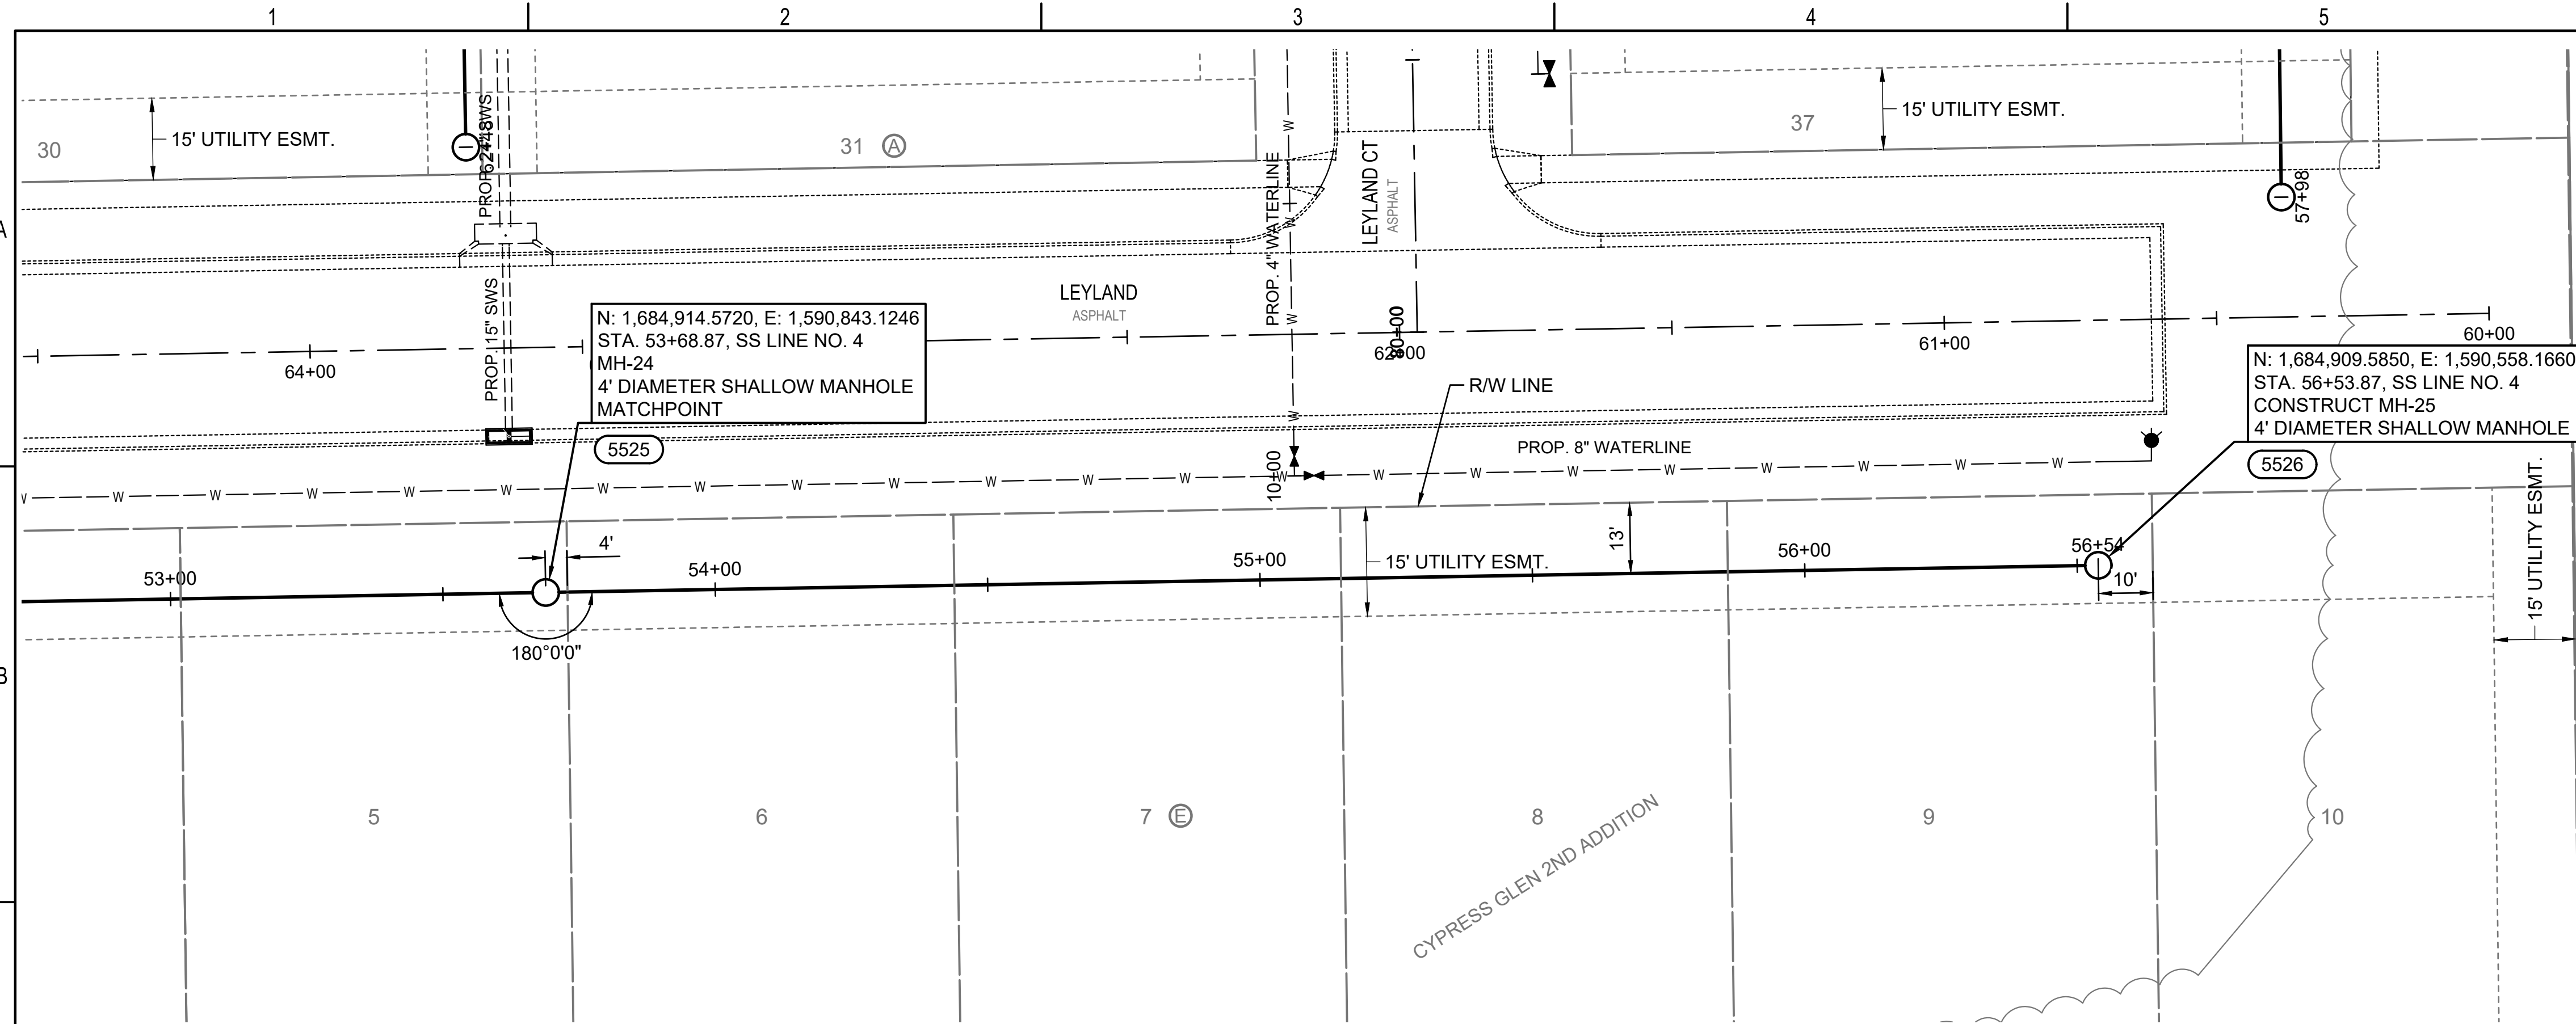 1
2
3
4
5
A
B
15' UTILITY ESMT.
30
31
A
PROP. 24" SWS
62+48
PROP. 15" SWS
PROP. 4" WATERLINE
LEYLAND CT
ASPHALT
37
15' UTILITY ESMT.
57+98
LEYLAND
ASPHALT
64+00
62+00
80+00
61+00
60+00
N: 1,684,914.5720, E: 1,590,843.1246
STA. 53+68.87, SS LINE NO. 4
MH-24
4' DIAMETER SHALLOW MANHOLE
MATCHPOINT
5525
R/W LINE
N: 1,684,909.5850, E: 1,590,558.1660
STA. 56+53.87, SS LINE NO. 4
CONSTRUCT MH-25
4' DIAMETER SHALLOW MANHOLE
5526
PROP. 8" WATERLINE
W W W W W W W W W W W W W W W W W W W W W W
10+00
4'
53+00
54+00
55+00
15' UTILITY ESMT.
13'
56+00
56+54
10'
15' UTILITY ESMT.
180°0'0"
5
6
7
E
8
9
10
CYPRESS GLEN 2ND ADDITION